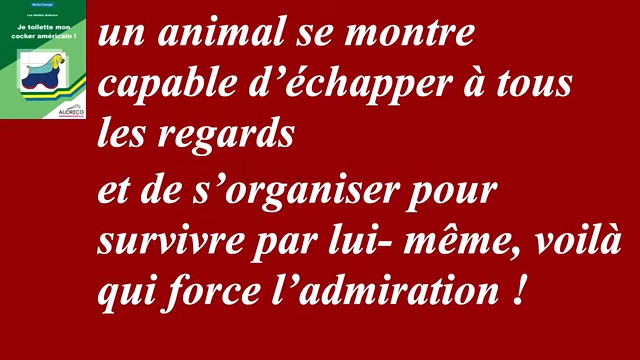 Je toilette mon
cocker américain !
AUDRECO
un animal se montre
capable d’échapper à tous
les regards
et de s’organiser pour
survivre par lui- même, voilà
qui force l’admiration !